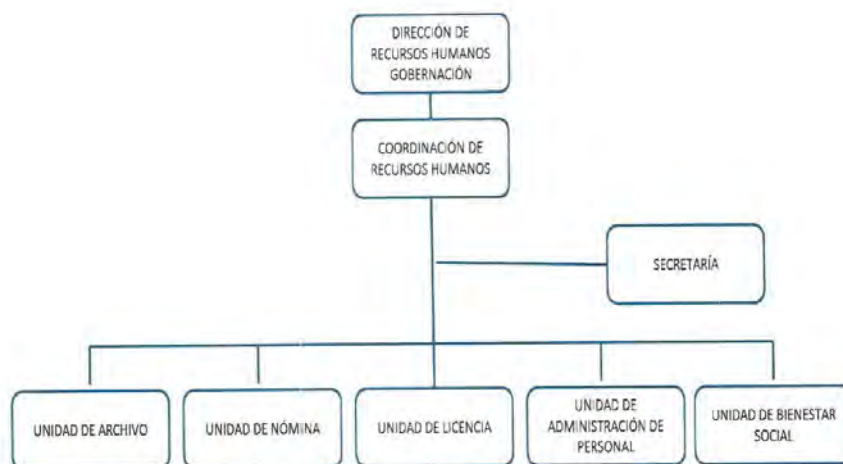 DIRECCIÓN DE
RECURSOS HUMANOS
GOBERNACIÓN
COORDINACIÓN DE
RECURSOS HUMANOS
SECRETARÍA
UNIDAD DE ARCHIVO
UNIDAD DE NÓMINA
UNIDAD DE LICENCIA
UNIDAD DE
ADMINISTRACIÓN DE
PERSONAL
UNIDAD DE BIENESTAR
SOCIAL